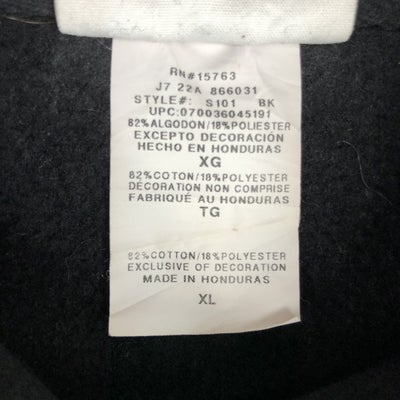 RN#15763
J7 22A 866031
STYLE#: S101 BK
UPC:070036045191
82%ALGODON/18%POLIESTER
EXCEPTO DECORACIÓN
HECHO EN HONDURAS
XG
82%COTON/18%POLYESTER
DECORATION NON COMPRISE
FABRIQUÉ AU HONDURAS
TG
82%COTTON/18%POLYESTER
EXCLUSIVE OF DECORATION
MADE IN HONDURAS
XL